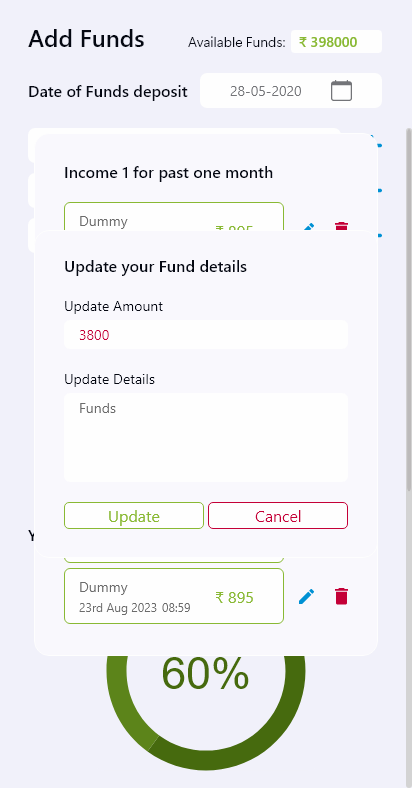 Add Funds
Available Funds: ₹ 398000
Date of Funds deposit
28-05-2020
Income 1 for past one month
Dummy
Update your Fund details
Update Amount
3800
Update Details
Funds
Update Cancel
Dummy
23rd Aug 2023 08:59
₹ 895
60%